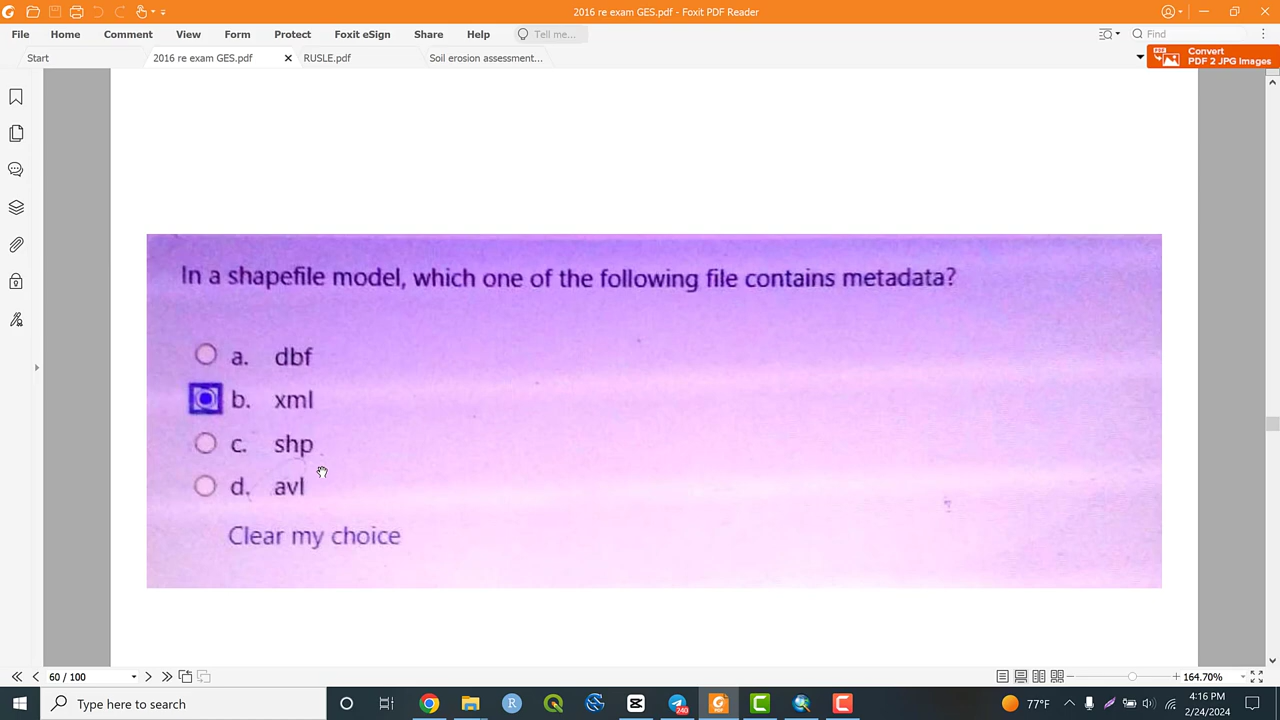 2016 re exam GES.pdf - Foxit PDF Reader
File Home Comment View Form Protect Foxit eSign Share Help Tell me... Find
Start 2016 re exam GES.pdf RUSLE.pdf Soil erosion assessment... Convert
PDF 2 JPG Images
In a shapefile model, which one of the following file contains metadata?
a. dbf
b. xml
c. shp
d. avl
Clear my choice
60 / 100 164.70%
Type here to search R 240 PDF 77°F 4:16 PM
2/24/2024